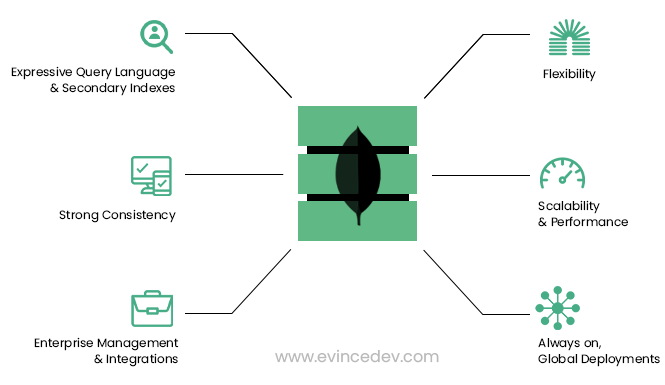 Expressive Query Language
& Secondary Indexes
Flexibility
Strong Consistency
Scalability
& Performance
Enterprise Management
& Integrations
Always on,
Global Deployments
www.evincedev.com